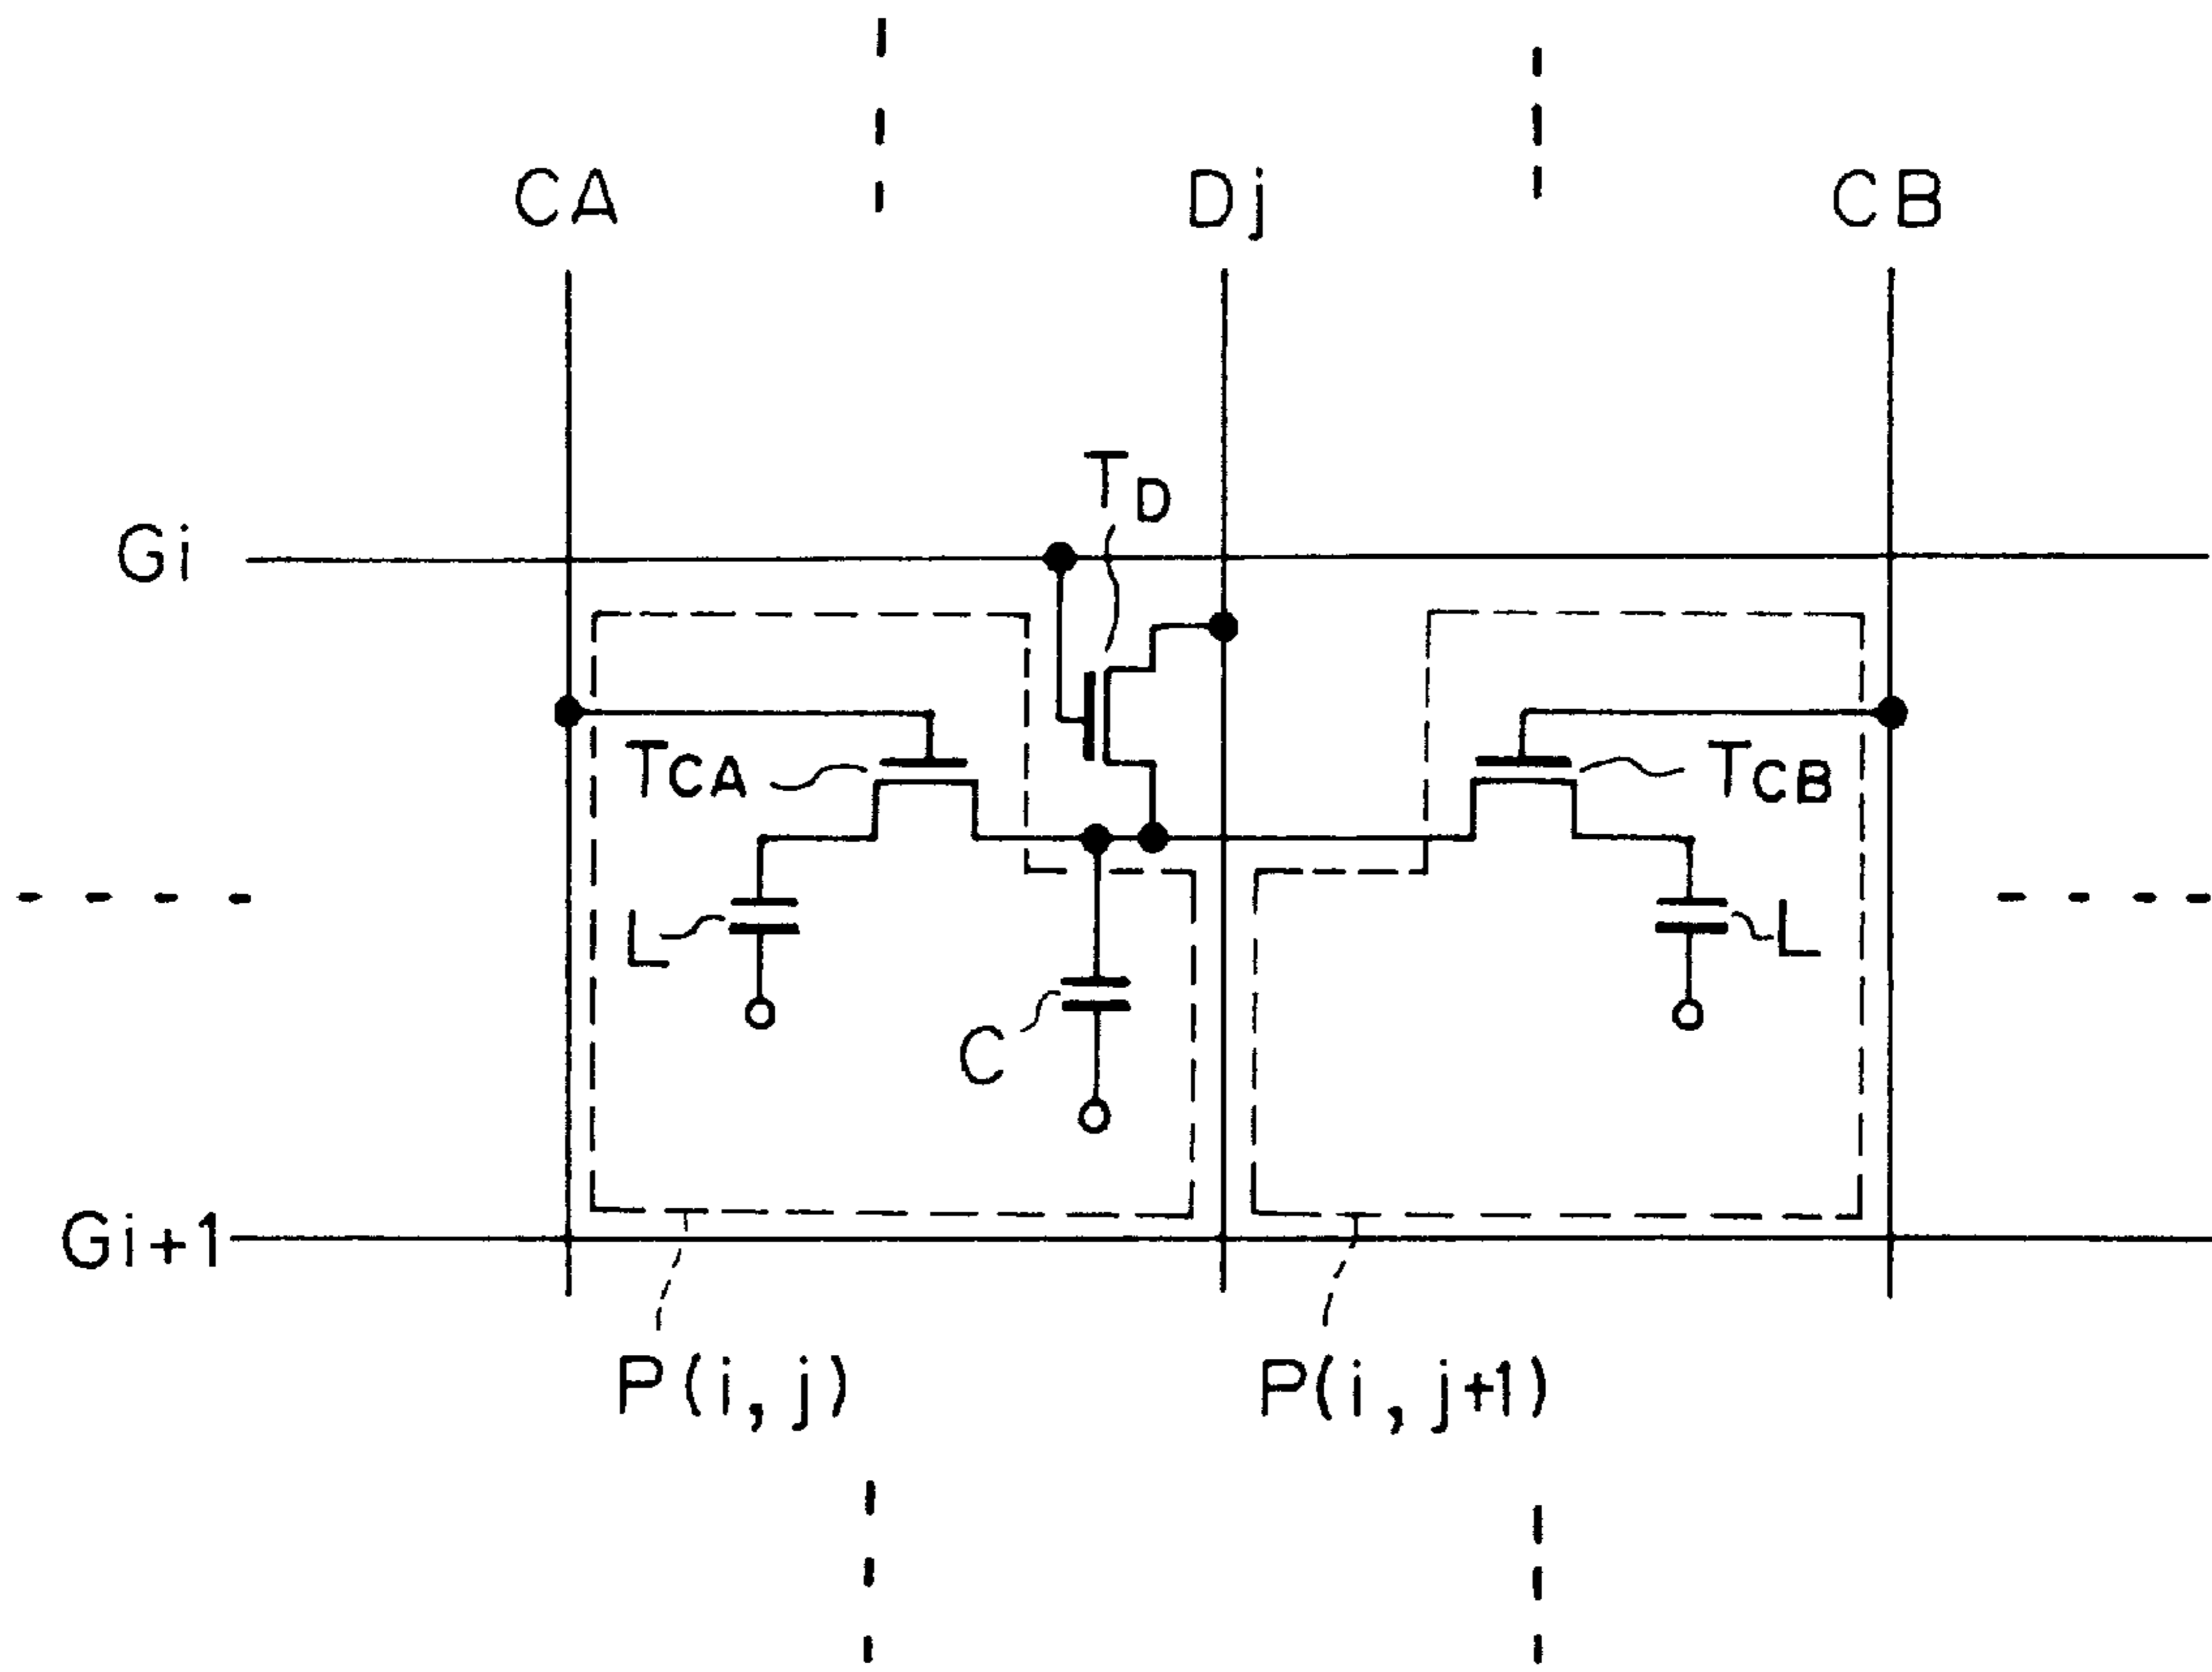 CA
Dj
CB
TD
Gi
TCA
TCB
L
L
C
Gi+1
P(i,j)
P(i,j+1)